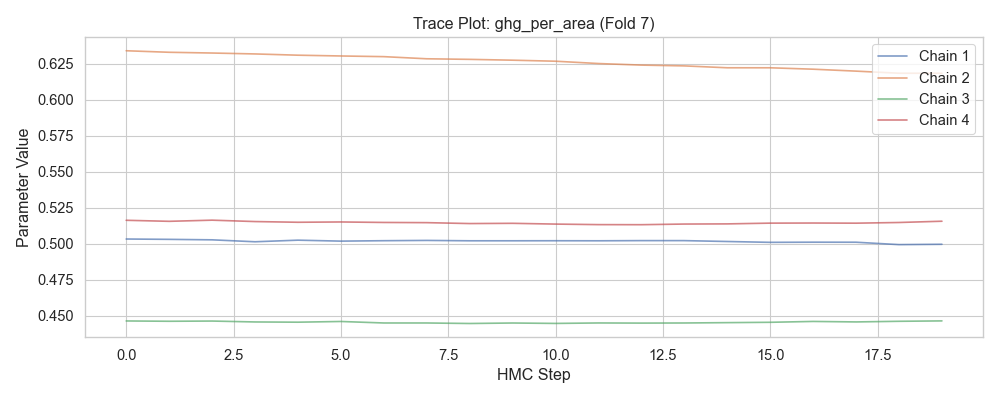 Trace Plot: ghg_per_area (Fold 7)
Parameter Value
0.625
0.600
0.575
0.550
0.525
0.500
0.475
0.450
Chain 1
Chain 2
Chain 3
Chain 4
0.0 2.5 5.0 7.5 10.0 12.5 15.0 17.5
HMC Step